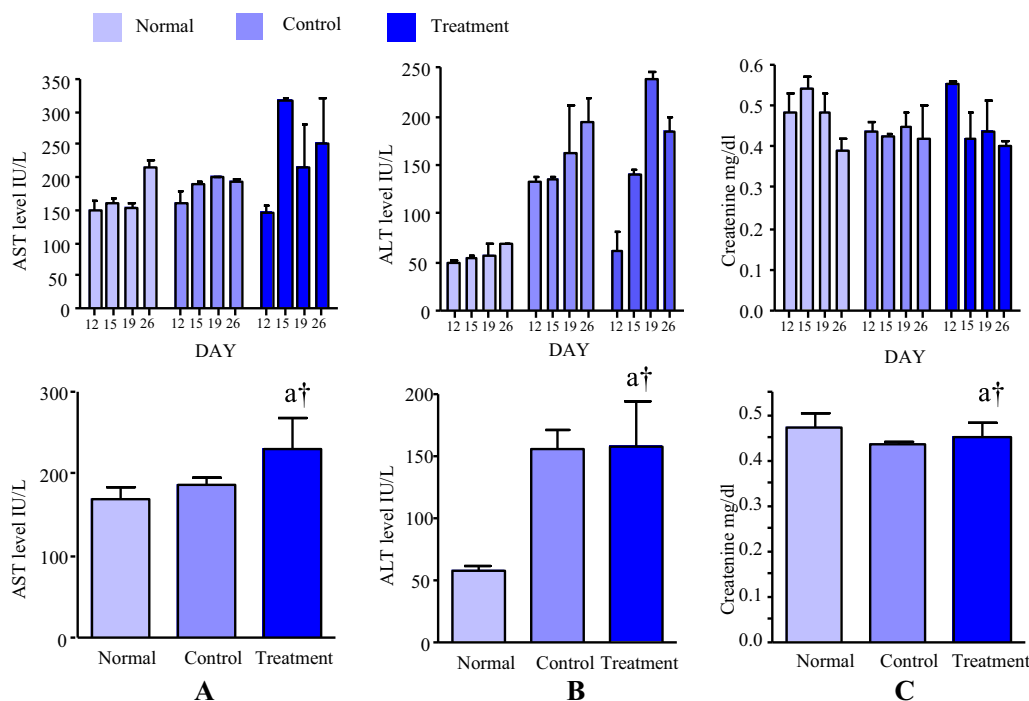 Normal Control Treatment
AST level IU/L
350
300
250
200
150
100
50
0
12 15 19 26 12 15 19 26 12 15 19 26
DAY
ALT level IU/L
250
200
150
100
50
0
12 15 19 26 12 15 19 26 12 15 19 26
DAY
Createnine mg/dl
0.6
0.5
0.4
0.4
0.2
0.1
0.0
12 15 19 26 12 15 19 26 12 15 19 26
DAY
AST level IU/L
300
200
100
0
a†
Normal Control Treatment
A
ALT level IU/L
200
150
100
50
0
a†
Normal Control Treatment
B
Createnine mg/dl
0.5
0.4
0.4
0.2
0.1
0.0
a†
Normal Control Treatment
C